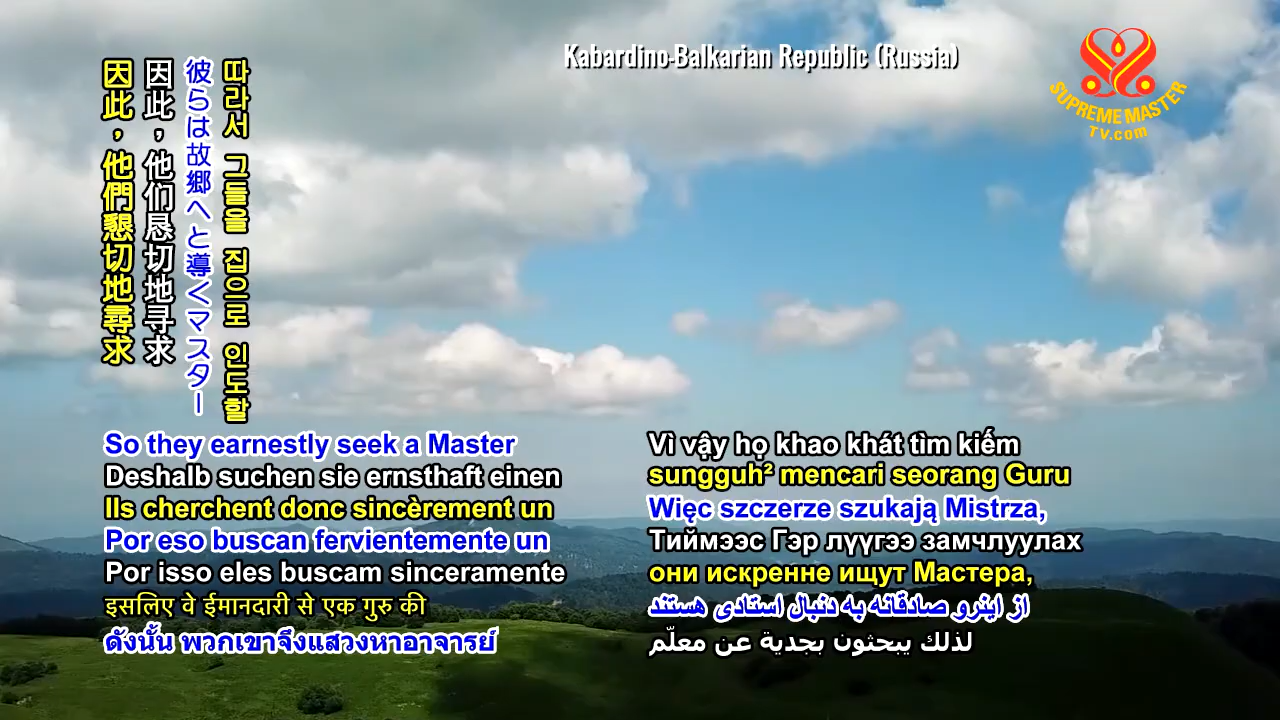 Kabardino-Balkarian Republic (Russia)
SUPREME MASTER
TV.com
因此，他們懇切地尋求
因此，他们恳切地寻求
彼らは故郷へと導くマスター
따라서 그들을 집으로 인도할
So they earnestly seek a Master
Deshalb suchen sie ernsthaft einen
Ils cherchent donc sincèrement un
Por eso buscan fervientemente un
Por isso eles buscam sinceramente
इसलिए वे ईमानदारी से एक गुरु की
ดังนั้น พวกเขาจึงแสวงหาอาจารย์
Vì vậy họ khao khát tìm kiếm
sungguh² mencari seorang Guru
Więc szczerze szukają Mistrza,
Тиймээс Гэр лүүгээ замчлуулах
они искренне ищут Мастера,
از اینرو صادقانه به دنبال استادی هستند
لذلك يبحثون بجدية عن معلّم